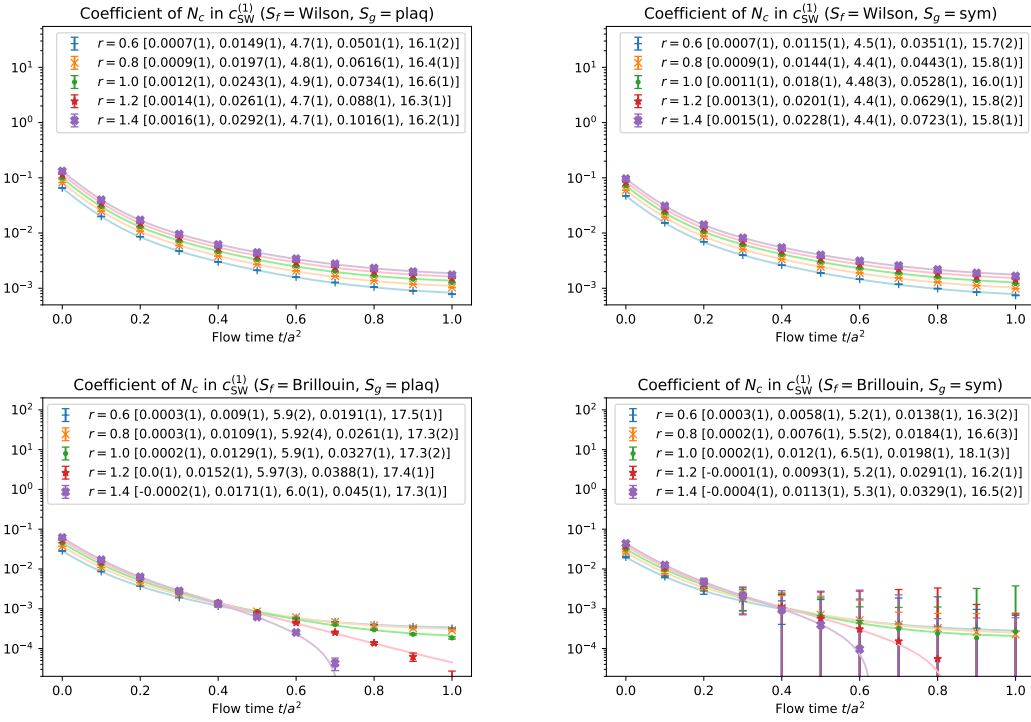 Coefficient of N_c in c_SW^(1) (S_f = Wilson, S_g = plaq)
r = 0.6 [0.0007(1), 0.0149(1), 4.7(1), 0.0501(1), 16.1(2)]
r = 0.8 [0.0009(1), 0.0197(1), 4.8(1), 0.0616(1), 16.4(1)]
r = 1.0 [0.0012(1), 0.0243(1), 4.9(1), 0.0734(1), 16.6(1)]
r = 1.2 [0.0014(1), 0.0261(1), 4.7(1), 0.088(1), 16.3(1)]
r = 1.4 [0.0016(1), 0.0292(1), 4.7(1), 0.1016(1), 16.2(1)]
10^1
10^0
10^−1
10^−2
10^−3
0.0 0.2 0.4 0.6 0.8 1.0
Flow time t/a^2
Coefficient of N_c in c_SW^(1) (S_f = Wilson, S_g = sym)
r = 0.6 [0.0007(1), 0.0115(1), 4.5(1), 0.0351(1), 15.7(2)]
r = 0.8 [0.0009(1), 0.0144(1), 4.4(1), 0.0443(1), 15.8(1)]
r = 1.0 [0.0011(1), 0.018(1), 4.48(3), 0.0528(1), 16.0(1)]
r = 1.2 [0.0013(1), 0.0201(1), 4.4(1), 0.0629(1), 15.8(2)]
r = 1.4 [0.0015(1), 0.0228(1), 4.4(1), 0.0723(1), 15.8(1)]
10^1
10^0
10^−1
10^−2
10^−3
0.0 0.2 0.4 0.6 0.8 1.0
Flow time t/a^2
Coefficient of N_c in c_SW^(1) (S_f = Brillouin, S_g = plaq)
r = 0.6 [0.0003(1), 0.009(1), 5.9(2), 0.0191(1), 17.5(1)]
r = 0.8 [0.0003(1), 0.0109(1), 5.92(4), 0.0261(1), 17.3(2)]
r = 1.0 [0.0002(1), 0.0129(1), 5.9(1), 0.0327(1), 17.3(2)]
r = 1.2 [0.0(1), 0.0152(1), 5.97(3), 0.0388(1), 17.4(1)]
r = 1.4 [-0.0002(1), 0.0171(1), 6.0(1), 0.045(1), 17.3(1)]
10^2
10^1
10^0
10^−1
10^−2
10^−3
10^−4
0.0 0.2 0.4 0.6 0.8 1.0
Flow time t/a^2
Coefficient of N_c in c_SW^(1) (S_f = Brillouin, S_g = sym)
r = 0.6 [0.0003(1), 0.0058(1), 5.2(1), 0.0138(1), 16.3(2)]
r = 0.8 [0.0002(1), 0.0076(1), 5.5(2), 0.0184(1), 16.6(3)]
r = 1.0 [0.0002(1), 0.012(1), 6.5(1), 0.0198(1), 18.1(3)]
r = 1.2 [-0.0001(1), 0.0093(1), 5.2(1), 0.0291(1), 16.2(1)]
r = 1.4 [-0.0004(1), 0.0113(1), 5.3(1), 0.0329(1), 16.5(2)]
10^2
10^1
10^0
10^−1
10^−2
10^−3
10^−4
0.0 0.2 0.4 0.6 0.8 1.0
Flow time t/a^2